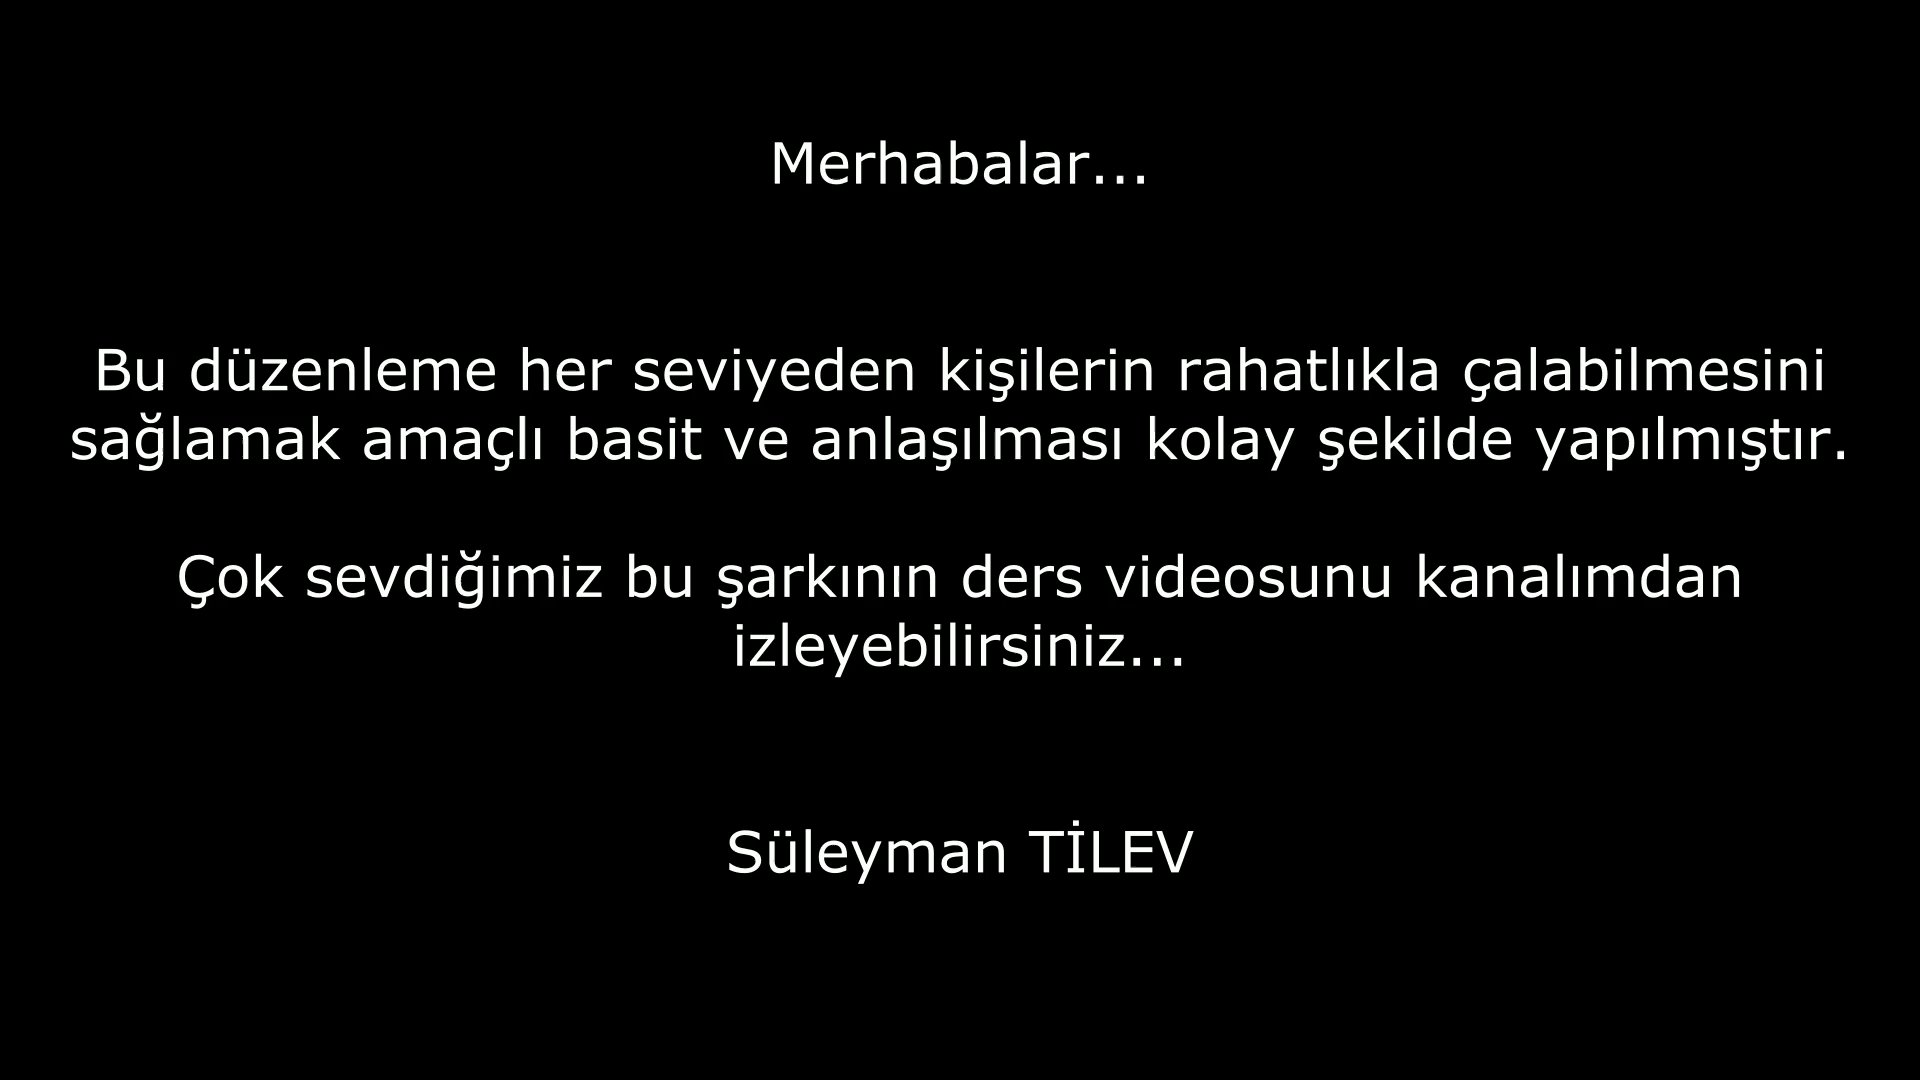 Merhabalar...
Bu düzenleme her seviyeden kişilerin rahatlıkla çalabilmesini
sağlamak amaçlı basit ve anlaşılması kolay şekilde yapılmıştır.
Çok sevdiğimiz bu şarkının ders videosunu kanalımdan
izleyebilirsiniz...
Süleyman TİLEV